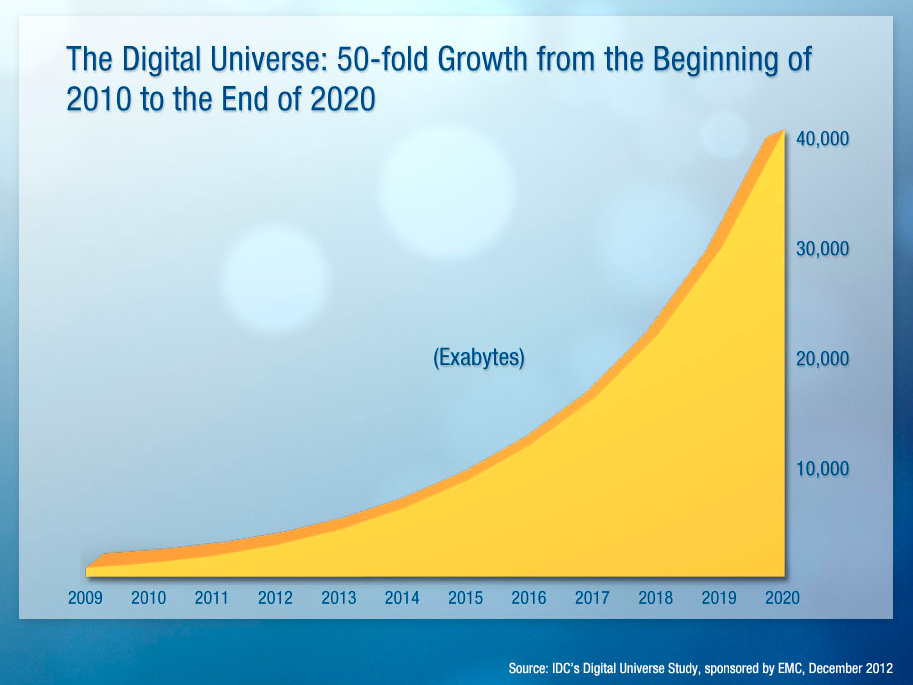 The Digital Universe: 50-fold Growth from the Beginning of
2010 to the End of 2020
40,000
30,000
(Exabytes)
20,000
10,000
2009 2010 2011 2012 2013 2014 2015 2016 2017 2018 2019 2020
Source: IDC's Digital Universe Study, sponsored by EMC, December 2012